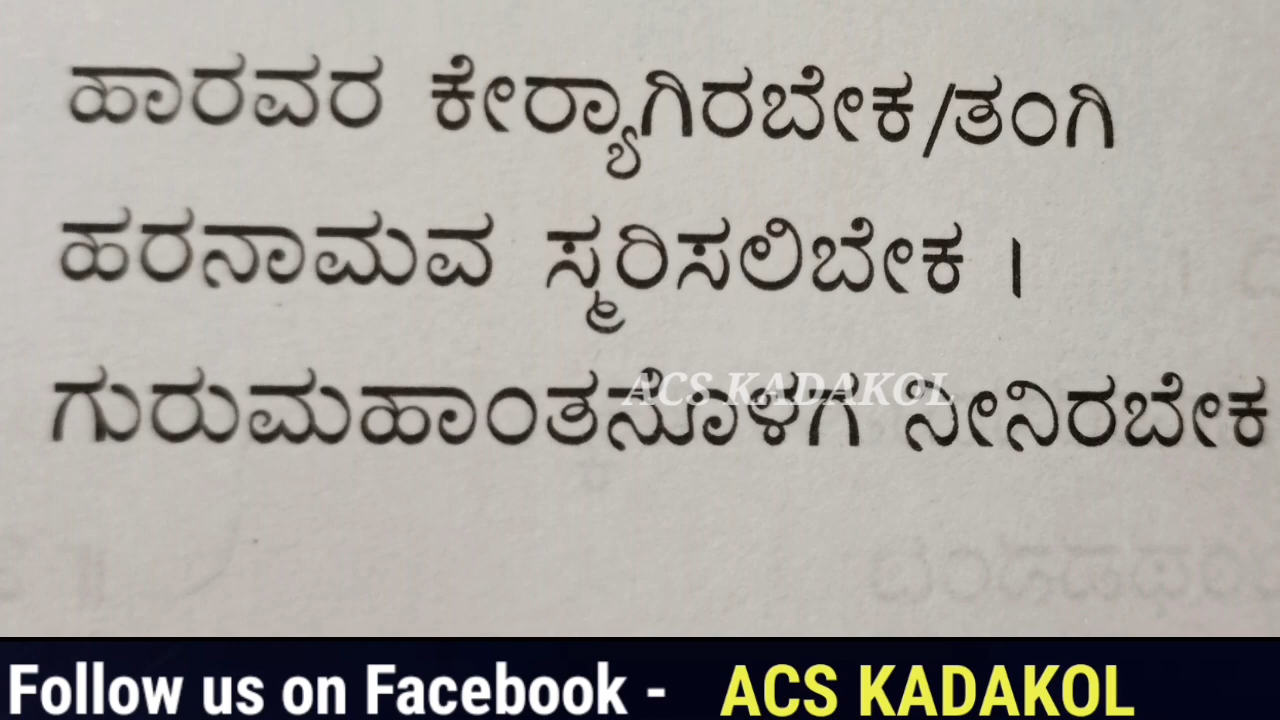 ಹಾರವರ ಕೇರ‍್ಯಾಗಿರಬೇಕ/ತಂಗಿ
ಹರನಾಮವ ಸ್ಮರಿಸಲಿಬೇಕ ।
ಗುರುಮಹಾಂತನೊಳಗ ನೀನಿರಬೇಕ
ACS KADAKOL
Follow us on Facebook - ACS KADAKOL